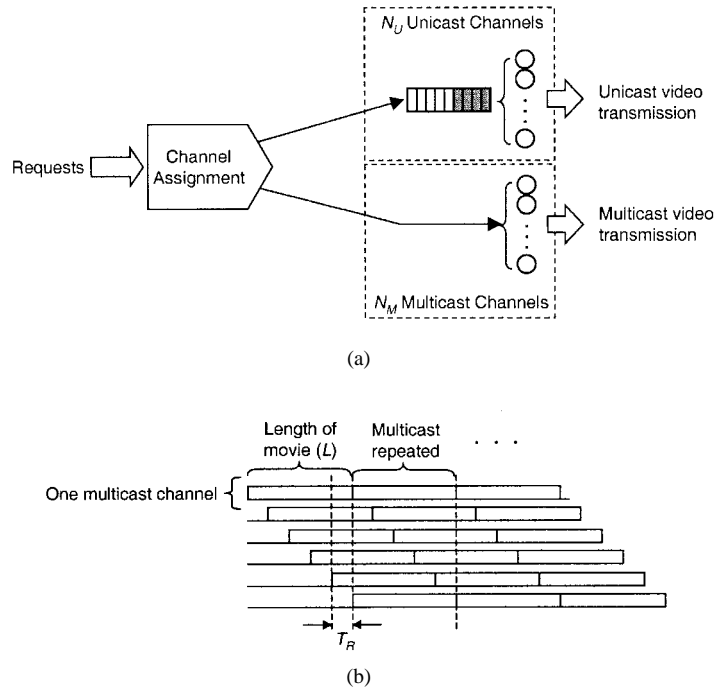 N_U Unicast Channels
Unicast video
transmission
Requests
Channel
Assignment
Multicast video
transmission
N_M Multicast Channels
(a)
Length of
movie (L)
Multicast
repeated
. . .
One multicast channel
T_R
(b)